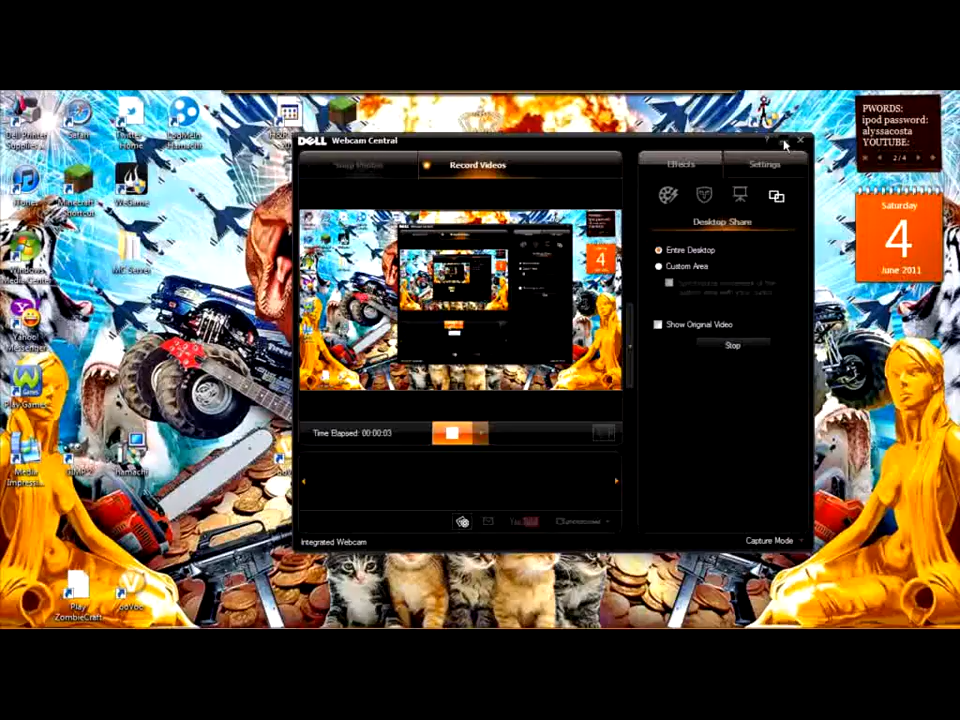 Dell Printer
Supplies...
Safari
Twitter
Home
LogMeIn
Hamachi
DELL Webcam Central
PWORDS:
ipod password:
alyssacosta
YOUTUBE:
2/4
Snap Photos
Record Videos
Effects
Settings
iTunes
Minecraft
Shortcut
WeGame
Desktop Share
Saturday
4
June 2011
Entire Desktop
Custom Area
Windows
Media Center
MC Server
Show Original Video
Stop
Yahoo!
Messenger
Play Games
Time Elapsed: 00:00:03
Media
Impressi...
hamachi
Integrated Webcam
Capture Mode
Play
ZombieCraft
ooVoo